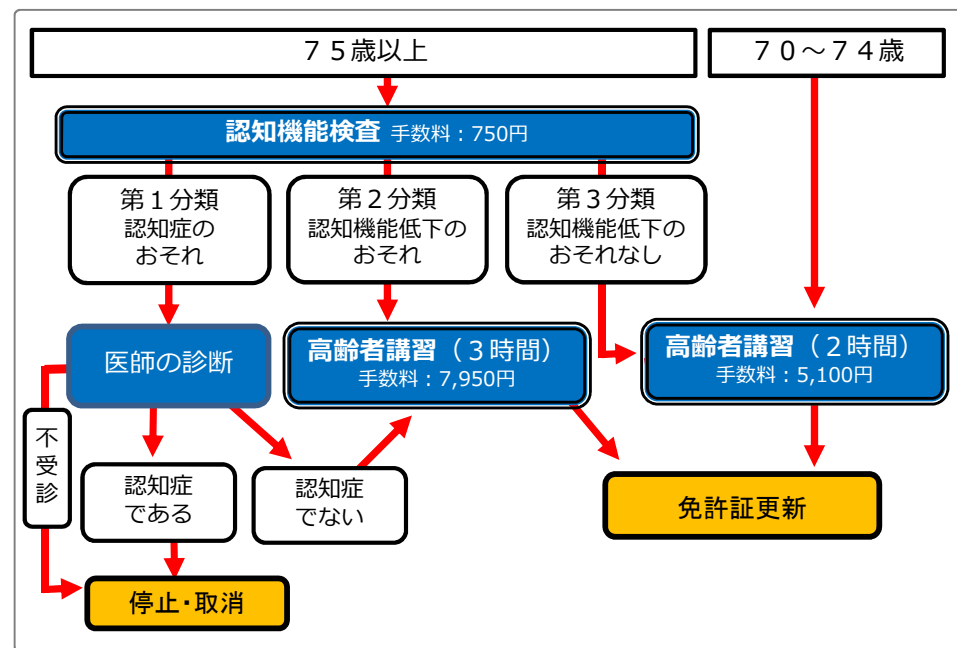 ７５歳以上
７０～７４歳
認知機能検査 手数料：750円
第１分類
認知症の
おそれ
第２分類
認知機能低下の
おそれ
第３分類
認知機能低下の
おそれなし
医師の診断
高齢者講習（３時間）
手数料：7,950円
高齢者講習（２時間）
手数料：5,100円
不
受
診
認知症
である
認知症
でない
免許証更新
停止・取消